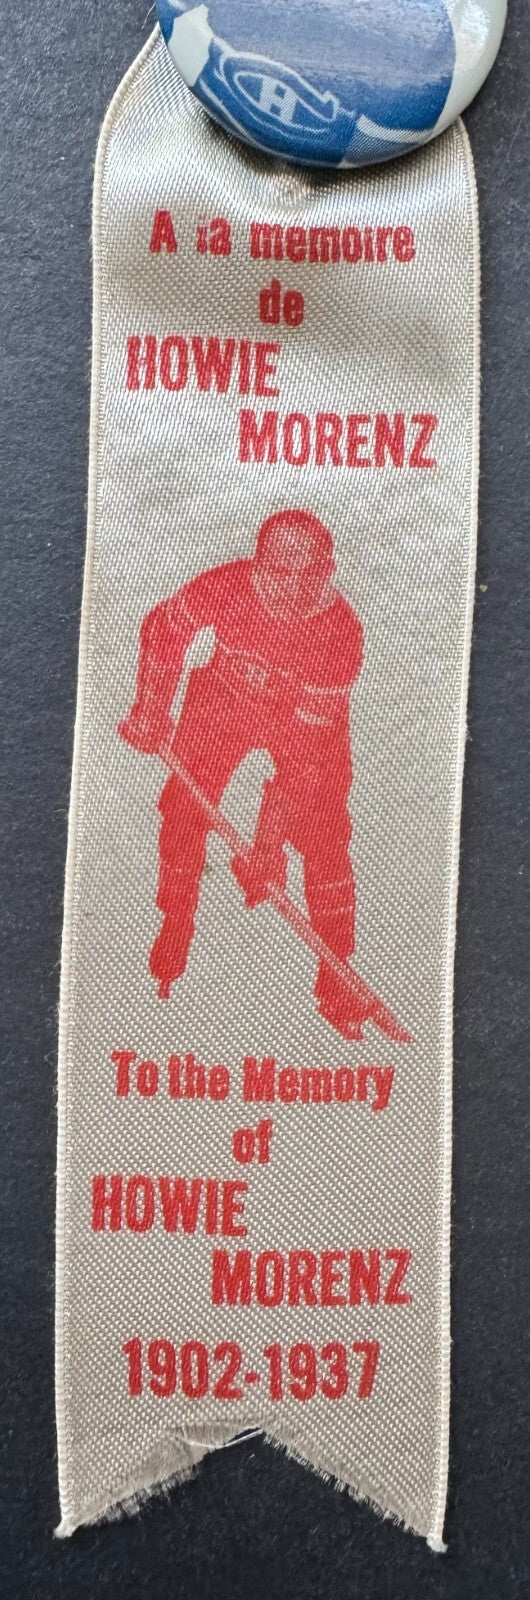 A la memoire
de
HOWIE
MORENZ
To the Memory
of
HOWIE
MORENZ
1902-1937